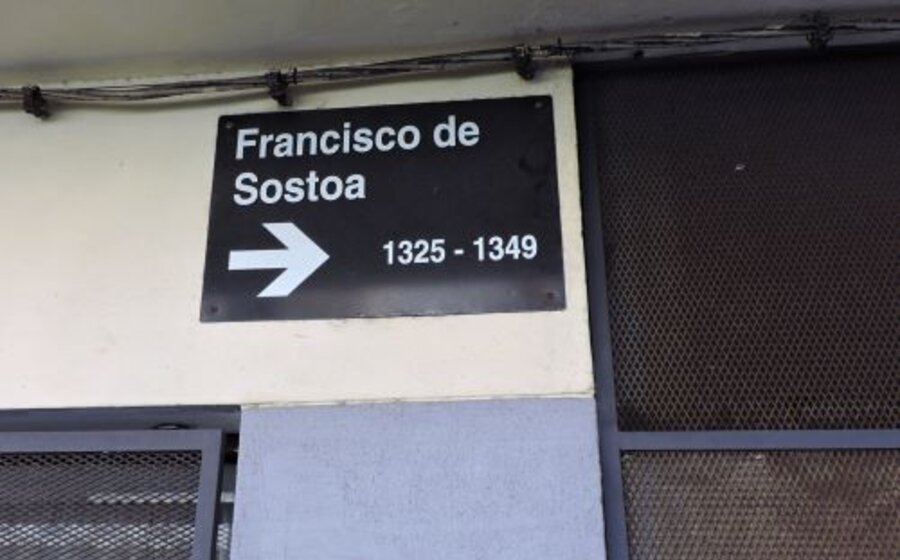 Francisco de
Sostoa
1325 - 1349